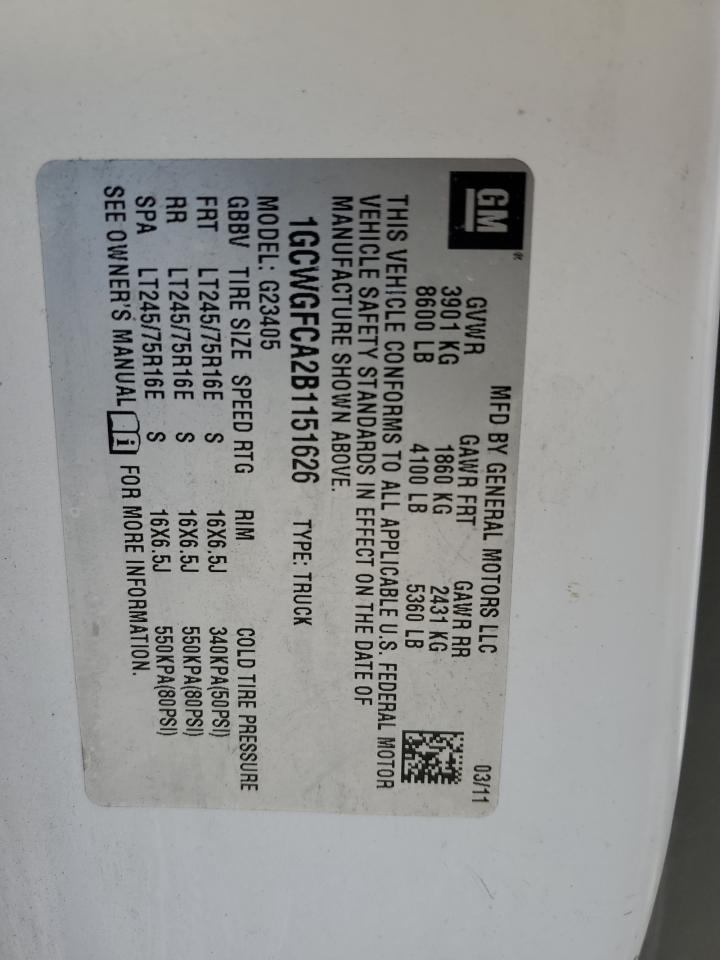 GM®
MFD BY GENERAL MOTORS LLC 03/11
GVWR GAWR FRT GAWR RR
3901 KG 1860 KG 2431 KG
8600 LB 4100 LB 5360 LB
THIS VEHICLE CONFORMS TO ALL APPLICABLE U.S. FEDERAL MOTOR
VEHICLE SAFETY STANDARDS IN EFFECT ON THE DATE OF
MANUFACTURE SHOWN ABOVE.
1GCWGFCA2B1151626 TYPE: TRUCK
MODEL: G23405
GBBV TIRE SIZE SPEED RTG RIM COLD TIRE PRESSURE
FRT LT245/75R16E S 16X6.5J 340KPA(50PSI)
RR LT245/75R16E S 16X6.5J 550KPA(80PSI)
SPA LT245/75R16E S 16X6.5J 550KPA(80PSI)
SEE OWNER'S MANUAL i FOR MORE INFORMATION.